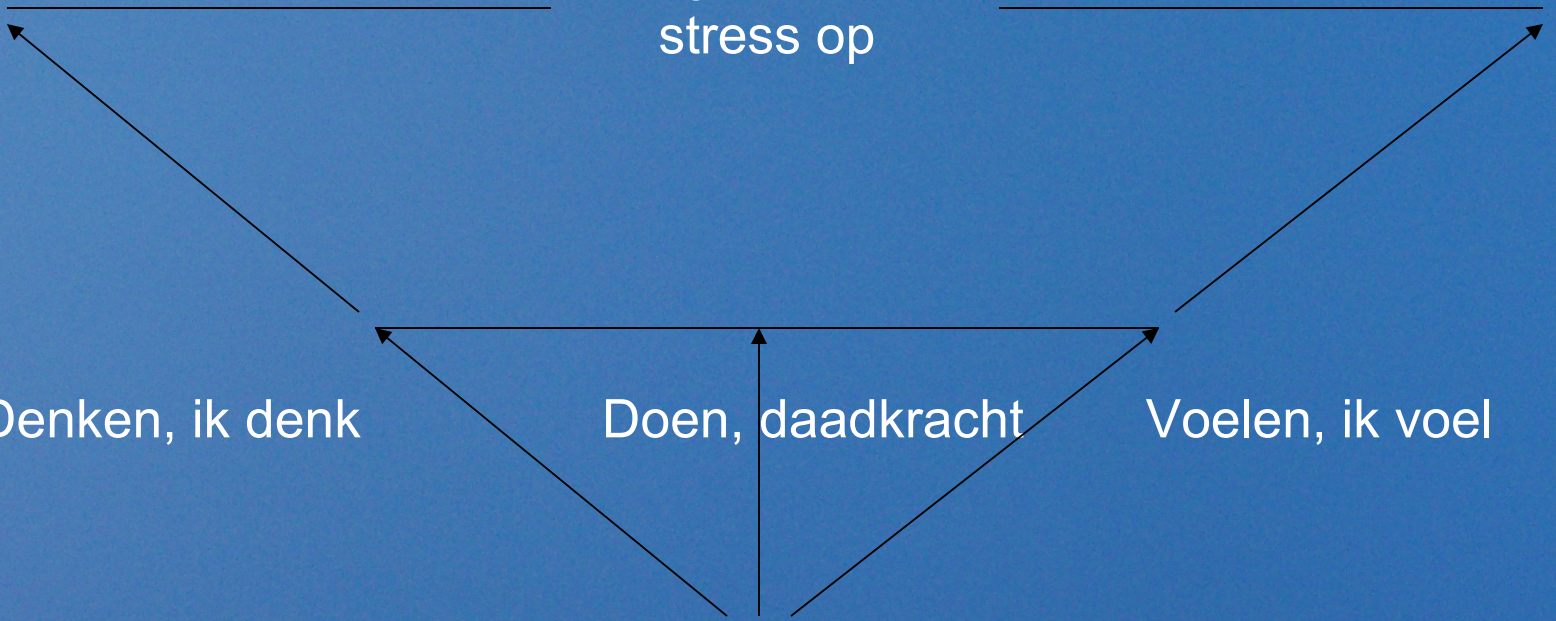 stress op
Denken, ik denk
Doen, daadkracht
Voelen, ik voel